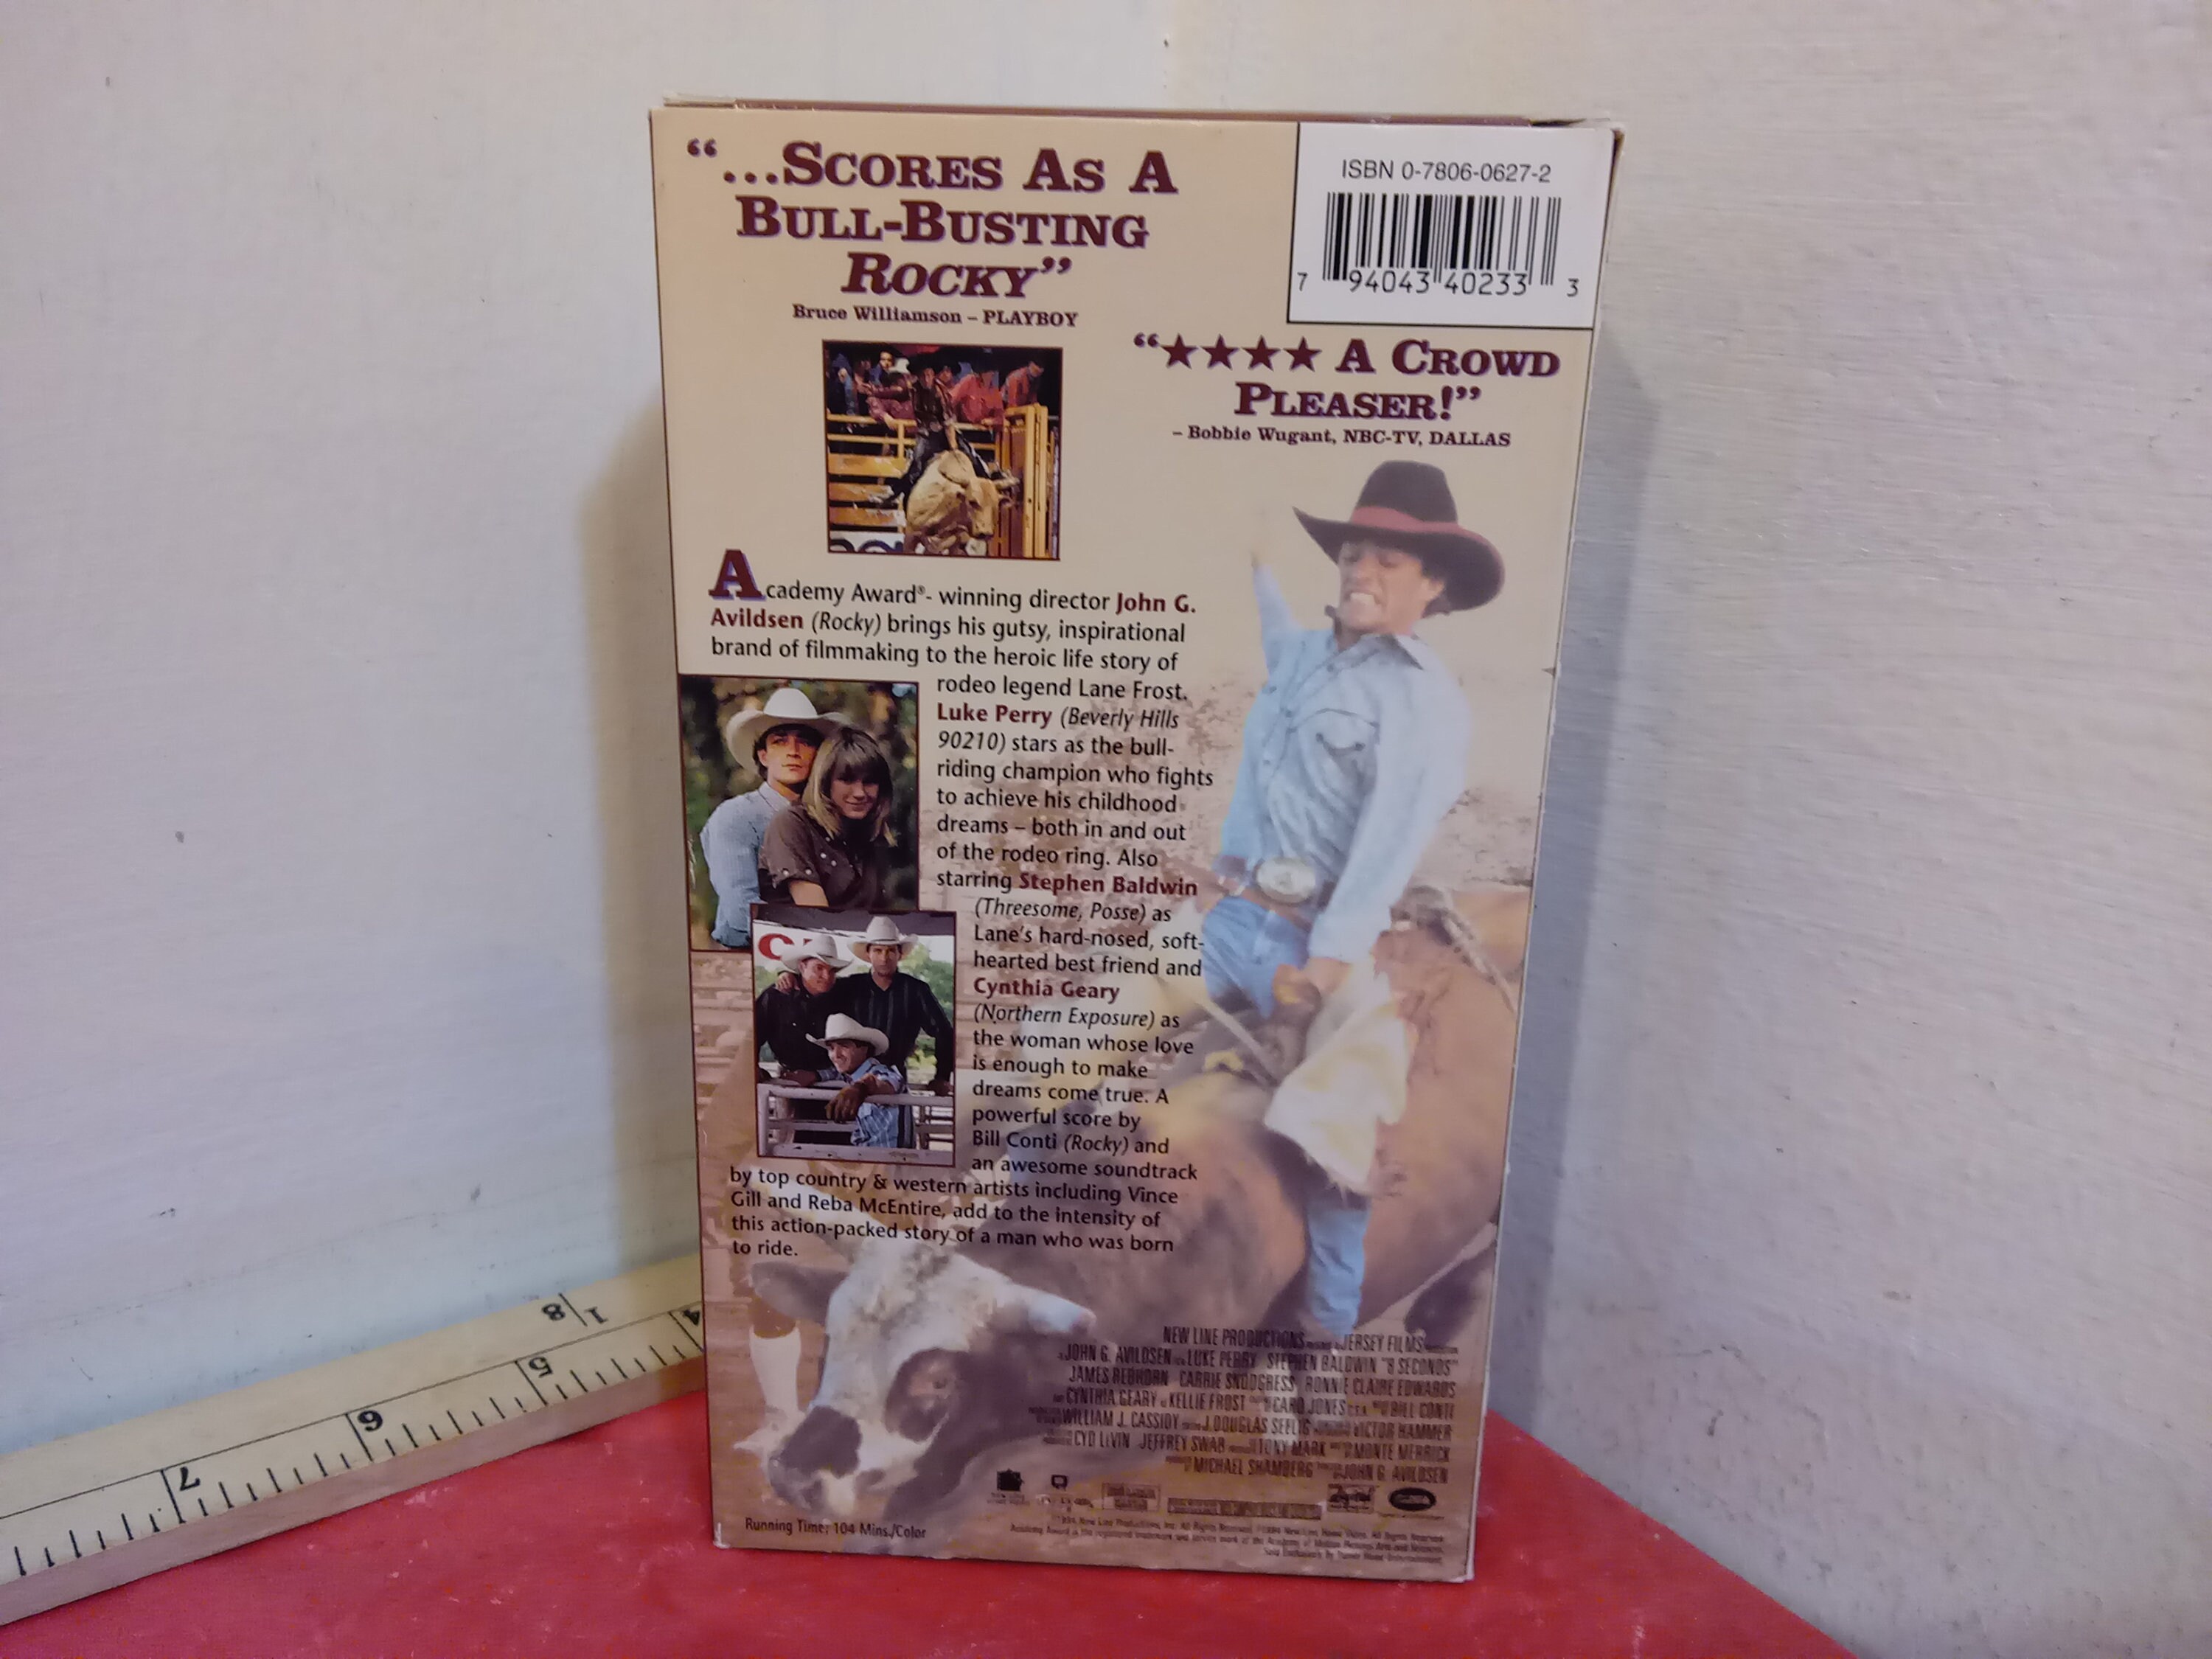 “...SCORES AS A
BULL-BUSTING
ROCKY”
Bruce Williamson – PLAYBOY
ISBN 0-7806-0627-2
7 94043 40233 3
“★★★★ A CROWD
PLEASER!”
– Bobbie Wugant, NBC-TV, DALLAS
Academy Award®- winning director John G.
Avildsen (Rocky) brings his gutsy, inspirational
brand of filmmaking to the heroic life story of
rodeo legend Lane Frost.
Luke Perry (Beverly Hills
90210) stars as the bull-
riding champion who fights
to achieve his childhood
dreams – both in and out
of the rodeo ring. Also
starring Stephen Baldwin
(Threesome, Posse) as
Lane's hard-nosed, soft-
hearted best friend and
Cynthia Geary
(Northern Exposure) as
the woman whose love
is enough to make
dreams come true. A
powerful score by
Bill Conti (Rocky) and
an awesome soundtrack
by top country & western artists including Vince
Gill and Reba McEntire, add to the intensity of
this action-packed story of a man who was born
to ride.
NEW LINE PRODUCTIONS JERSEY FILMS
JOHN G. AVILDSEN LUKE PERRY STEPHEN BALDWIN "8 SECONDS"
JAMES REBHORN CARRIE SNODGRESS RONNIE CLAIRE EDWARDS
CYNTHIA GEARY KELLIE FROST CARO JONES BILL CONTI
WILLIAM J. CASSIDY J. DOUGLAS SEELIG VICTOR HAMMER
CYD LEVIN JEFFREY SWAB TONY MARK MONTE MERRICK
MICHAEL SHAMBERG JOHN G. AVILDSEN
Running Time: 104 Mins./Color
1/8
4
5
6
7